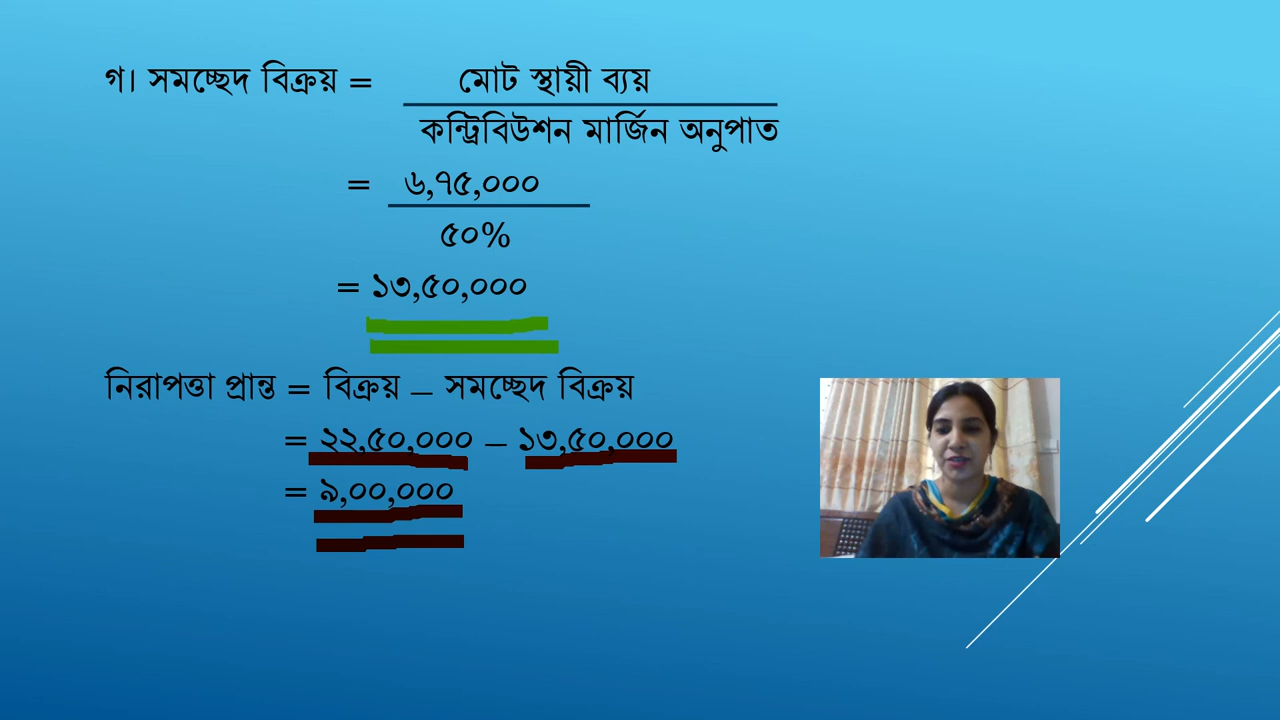 গ। সমচ্ছেদ বিক্রয় = মোট স্থায়ী ব্যয়
কন্ট্রিবিউশন মার্জিন অনুপাত
= ৬,৭৫,০০০
৫০%
= ১৩,৫০,০০০
নিরাপত্তা প্রান্ত = বিক্রয় – সমচ্ছেদ বিক্রয়
= ২২,৫০,০০০ – ১৩,৫০,০০০
= ৯,০০,০০০